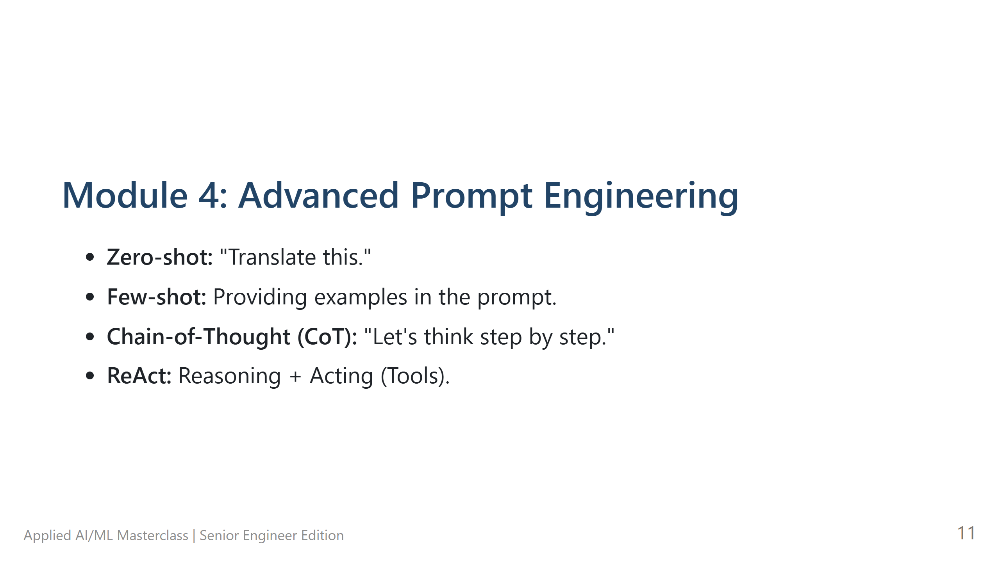 Module 4: Advanced Prompt Engineering
• Zero-shot: "Translate this."
• Few-shot: Providing examples in the prompt.
• Chain-of-Thought (CoT): "Let's think step by step."
• ReAct: Reasoning + Acting (Tools).
Applied AI/ML Masterclass | Senior Engineer Edition
11